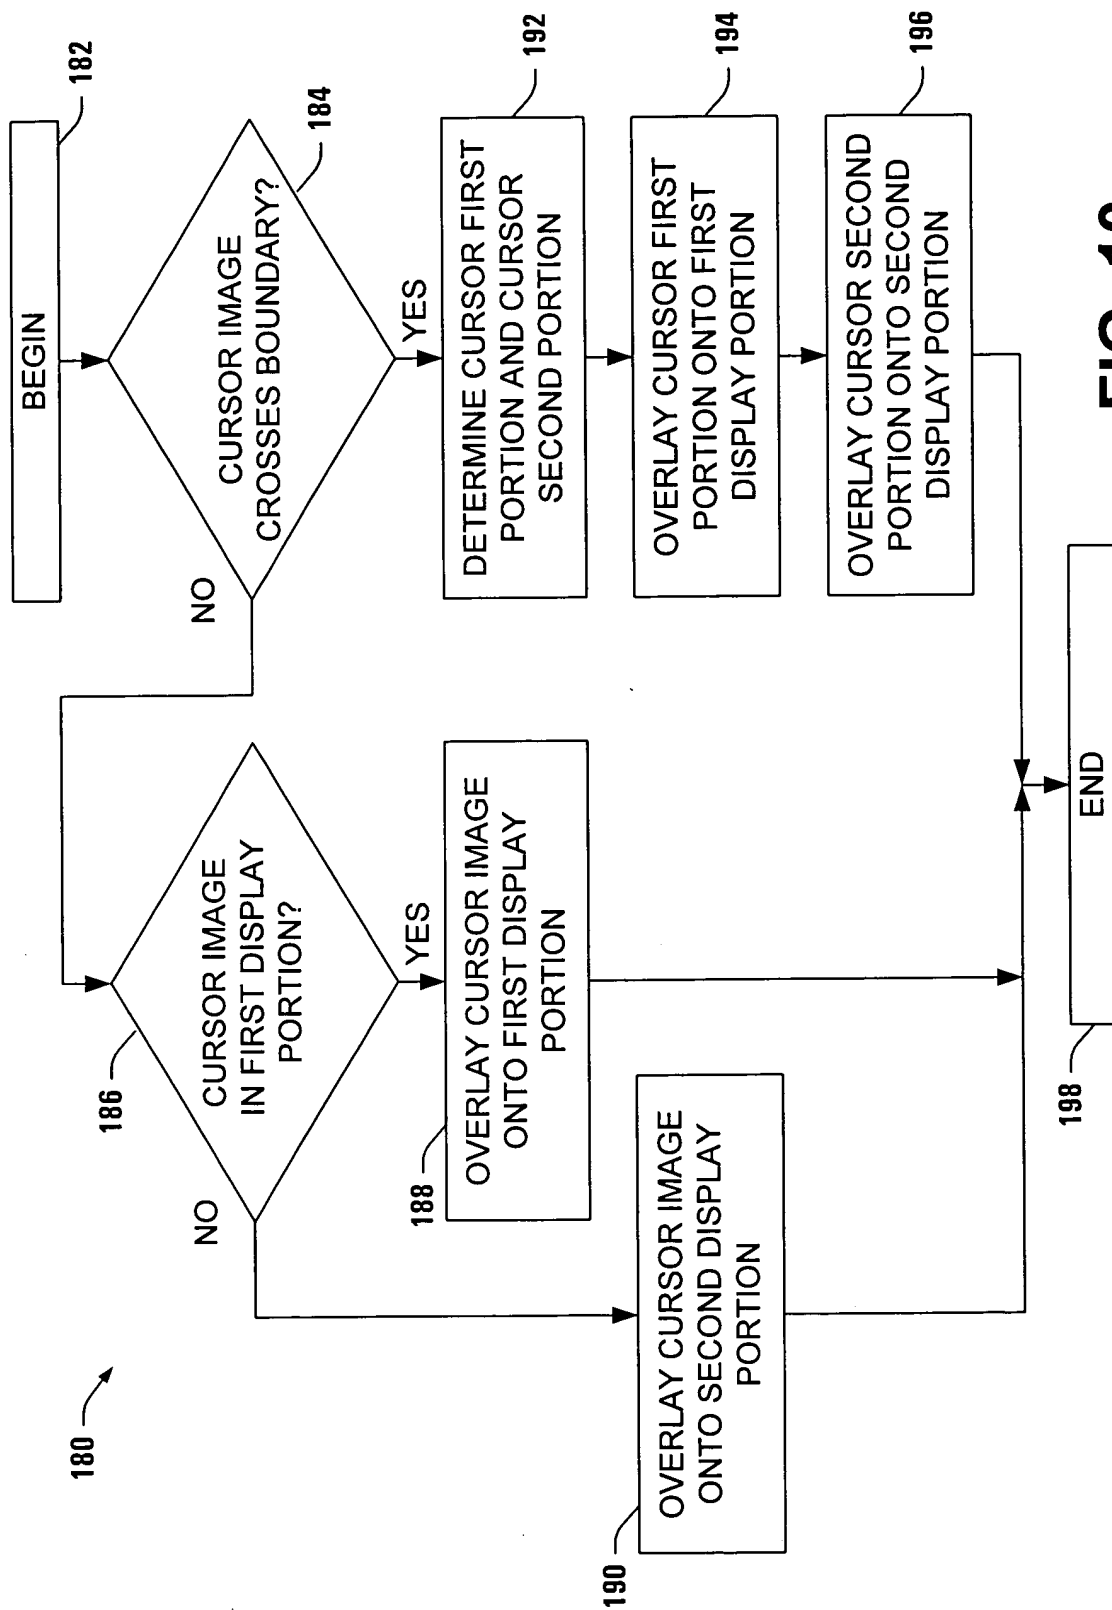 180
BEGIN
182
CURSOR IMAGE
CROSSES BOUNDARY?
184
NO
YES
CURSOR IMAGE
IN FIRST DISPLAY
PORTION?
186
NO
YES
DETERMINE CURSOR FIRST
PORTION AND CURSOR
SECOND PORTION
192
OVERLAY CURSOR IMAGE
ONTO FIRST DISPLAY
PORTION
188
OVERLAY CURSOR FIRST
PORTION ONTO FIRST
DISPLAY PORTION
194
OVERLAY CURSOR IMAGE
ONTO SECOND DISPLAY
PORTION
190
OVERLAY CURSOR SECOND
PORTION ONTO SECOND
DISPLAY PORTION
196
END
198